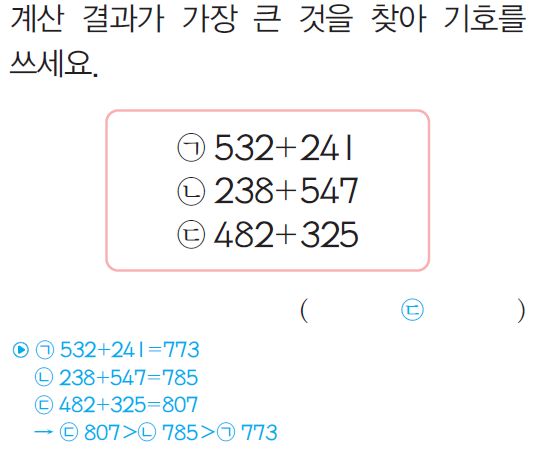 계산 결과가 가장 큰 것을 찾아 기호를
쓰세요.
㉠ 532+241
㉡ 238+547
㉢ 482+325
( ㉢ )
▶ ㉠ 532+241=773
㉡ 238+547=785
㉢ 482+325=807
→ ㉢ 807>㉡ 785>㉠ 773